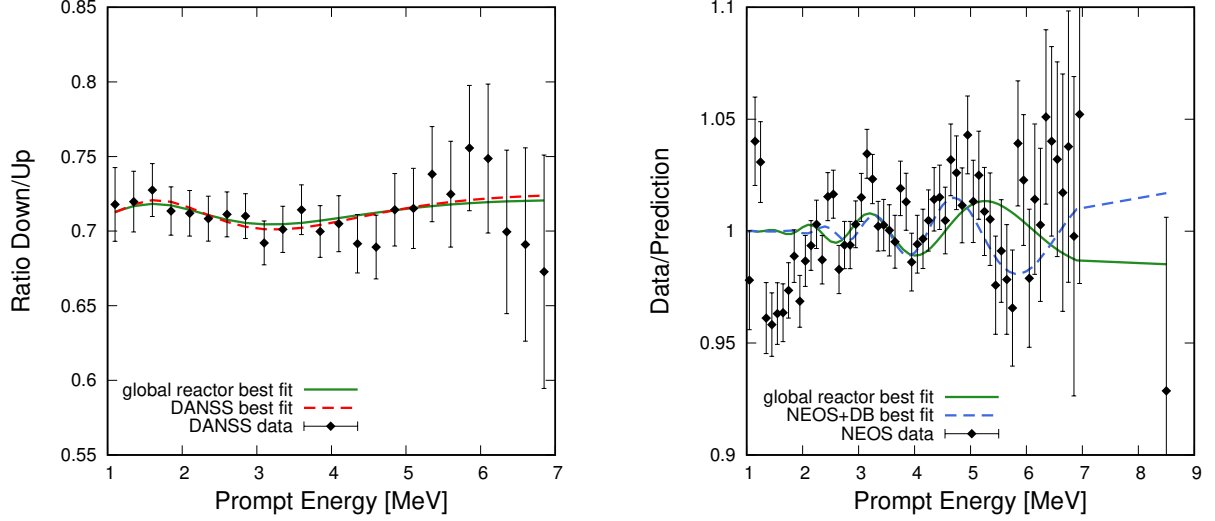 0.85
0.8
0.75
0.7
0.65
0.6
0.55
Ratio Down/Up
global reactor best fit
DANSS best fit
DANSS data
1 2 3 4 5 6 7
Prompt Energy [MeV]
1.1
1.05
1
0.95
0.9
Data/Prediction
global reactor best fit
NEOS+DB best fit
NEOS data
1 2 3 4 5 6 7 8 9
Prompt Energy [MeV]